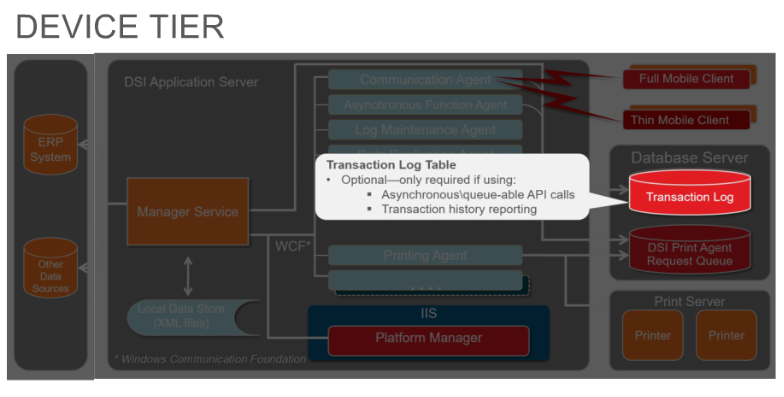 DEVICE TIER
DSI Application Server
ERP
System
Other
Data
Sources
Manager Service
WCF*
Local Data Store
(XML files)
* Windows Communication Foundation
Communication Agent
Asynchronous Function Agent
Log Maintenance Agent
Transaction Log Table
• Optional—only required if using:
▪ Asynchronous\queue-able API calls
▪ Transaction history reporting
Printing Agent
IIS
Platform Manager
Full Mobile Client
Thin Mobile Client
Database Server
Transaction Log
DSI Print Agent
Request Queue
Print Server
Printer
Printer